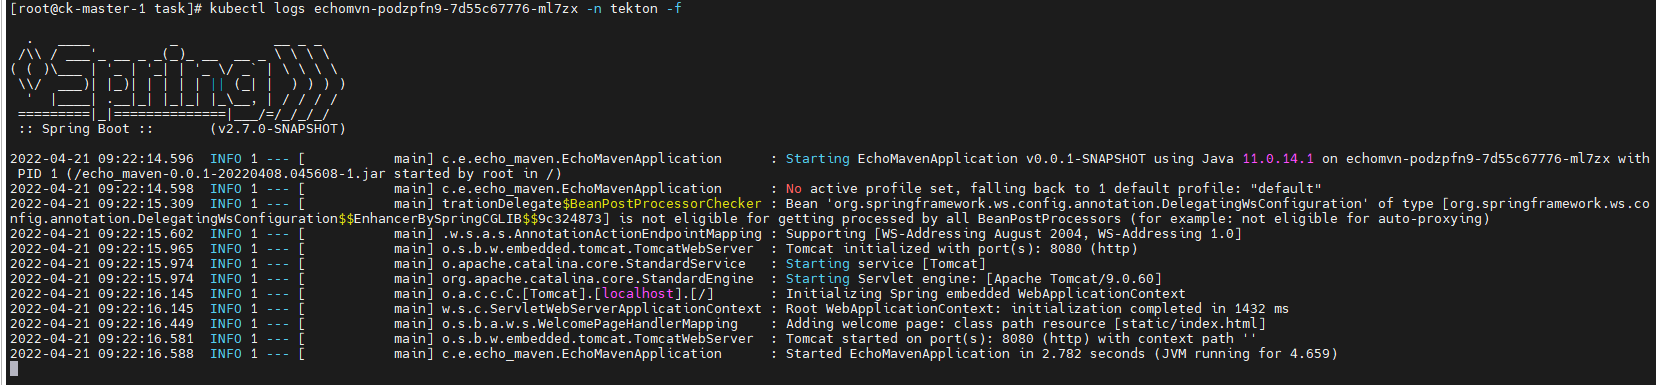 [root@ck-master-1 task]# kubectl logs echomvn-podzpfn9-7d55c67776-ml7zx -n tekton -f
  .   ____          _            __ _ _
 /\\ / ___'_ __ _ _(_)_ __  __ _ \ \ \ \
( ( )\___ | '_ | '_| | '_ \/ _` | \ \ \ \
 \\/  ___)| |_)| | | | | || (_| |  ) ) ) )
  '  |____| .__|_| |_|_| |_\__, | / / / /
 =========|_|==============|___/=/_/_/_/
 :: Spring Boot ::       (v2.7.0-SNAPSHOT)
2022-04-21 09:22:14.596  INFO 1 --- [           main] c.e.echo_maven.EchoMavenApplication      : Starting EchoMavenApplication v0.0.1-SNAPSHOT using Java 11.0.14.1 on echomvn-podzpfn9-7d55c67776-ml7zx with
 PID 1 (/echo_maven-0.0.1-20220408.045608-1.jar started by root in /)
2022-04-21 09:22:14.598  INFO 1 --- [           main] c.e.echo_maven.EchoMavenApplication      : No active profile set, falling back to 1 default profile: "default"
2022-04-21 09:22:15.309  INFO 1 --- [           main] trationDelegate$BeanPostProcessorChecker : Bean 'org.springframework.ws.config.annotation.DelegatingWsConfiguration' of type [org.springframework.ws.co
nfig.annotation.DelegatingWsConfiguration$$EnhancerBySpringCGLIB$$9c324873] is not eligible for getting processed by all BeanPostProcessors (for example: not eligible for auto-proxying)
2022-04-21 09:22:15.602  INFO 1 --- [           main] .w.s.a.s.AnnotationActionEndpointMapping : Supporting [WS-Addressing August 2004, WS-Addressing 1.0]
2022-04-21 09:22:15.965  INFO 1 --- [           main] o.s.b.w.embedded.tomcat.TomcatWebServer  : Tomcat initialized with port(s): 8080 (http)
2022-04-21 09:22:15.974  INFO 1 --- [           main] o.apache.catalina.core.StandardService   : Starting service [Tomcat]
2022-04-21 09:22:15.974  INFO 1 --- [           main] org.apache.catalina.core.StandardEngine  : Starting Servlet engine: [Apache Tomcat/9.0.60]
2022-04-21 09:22:16.145  INFO 1 --- [           main] o.a.c.c.C.[Tomcat].[localhost].[/]       : Initializing Spring embedded WebApplicationContext
2022-04-21 09:22:16.145  INFO 1 --- [           main] w.s.c.ServletWebServerApplicationContext : Root WebApplicationContext: initialization completed in 1432 ms
2022-04-21 09:22:16.449  INFO 1 --- [           main] o.s.b.a.w.s.WelcomePageHandlerMapping    : Adding welcome page: class path resource [static/index.html]
2022-04-21 09:22:16.581  INFO 1 --- [           main] o.s.b.w.embedded.tomcat.TomcatWebServer  : Tomcat started on port(s): 8080 (http) with context path ''
2022-04-21 09:22:16.588  INFO 1 --- [           main] c.e.echo_maven.EchoMavenApplication      : Started EchoMavenApplication in 2.782 seconds (JVM running for 4.659)